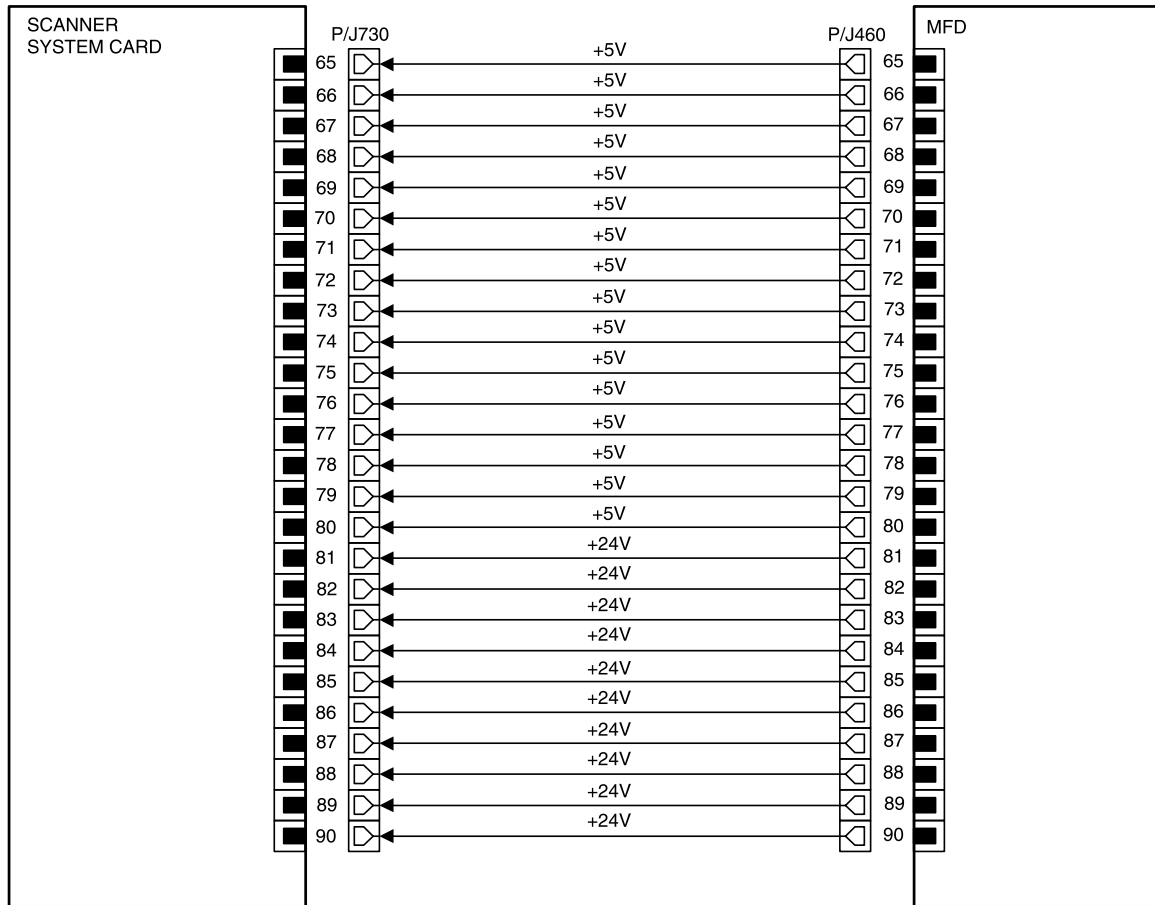 SCANNER
SYSTEM CARD
MFD
P/J730 P/J460
65 +5V 65
66 +5V 66
67 +5V 67
68 +5V 68
69 +5V 69
70 +5V 70
71 +5V 71
72 +5V 72
73 +5V 73
74 +5V 74
75 +5V 75
76 +5V 76
77 +5V 77
78 +5V 78
79 +5V 79
80 +5V 80
81 +24V 81
82 +24V 82
83 +24V 83
84 +24V 84
85 +24V 85
86 +24V 86
87 +24V 87
88 +24V 88
89 +24V 89
90 +24V 90